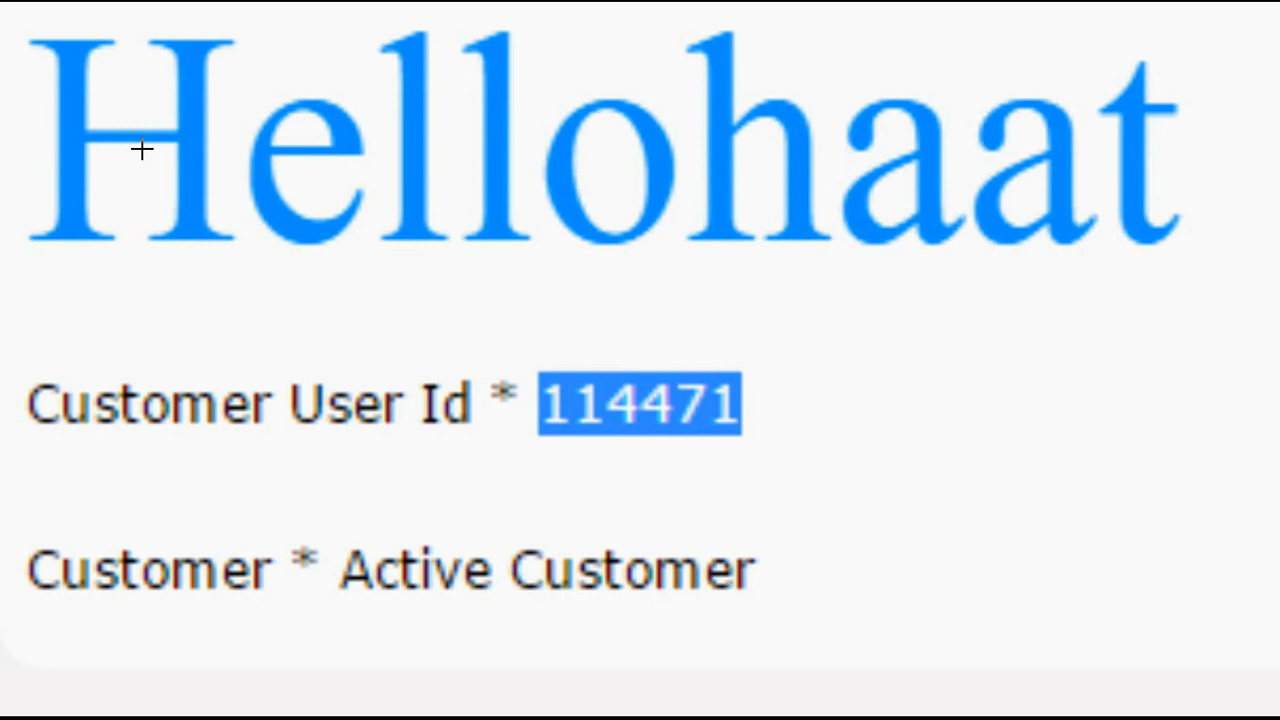 Hellohaat
Customer User Id * 114471
Customer * Active Customer